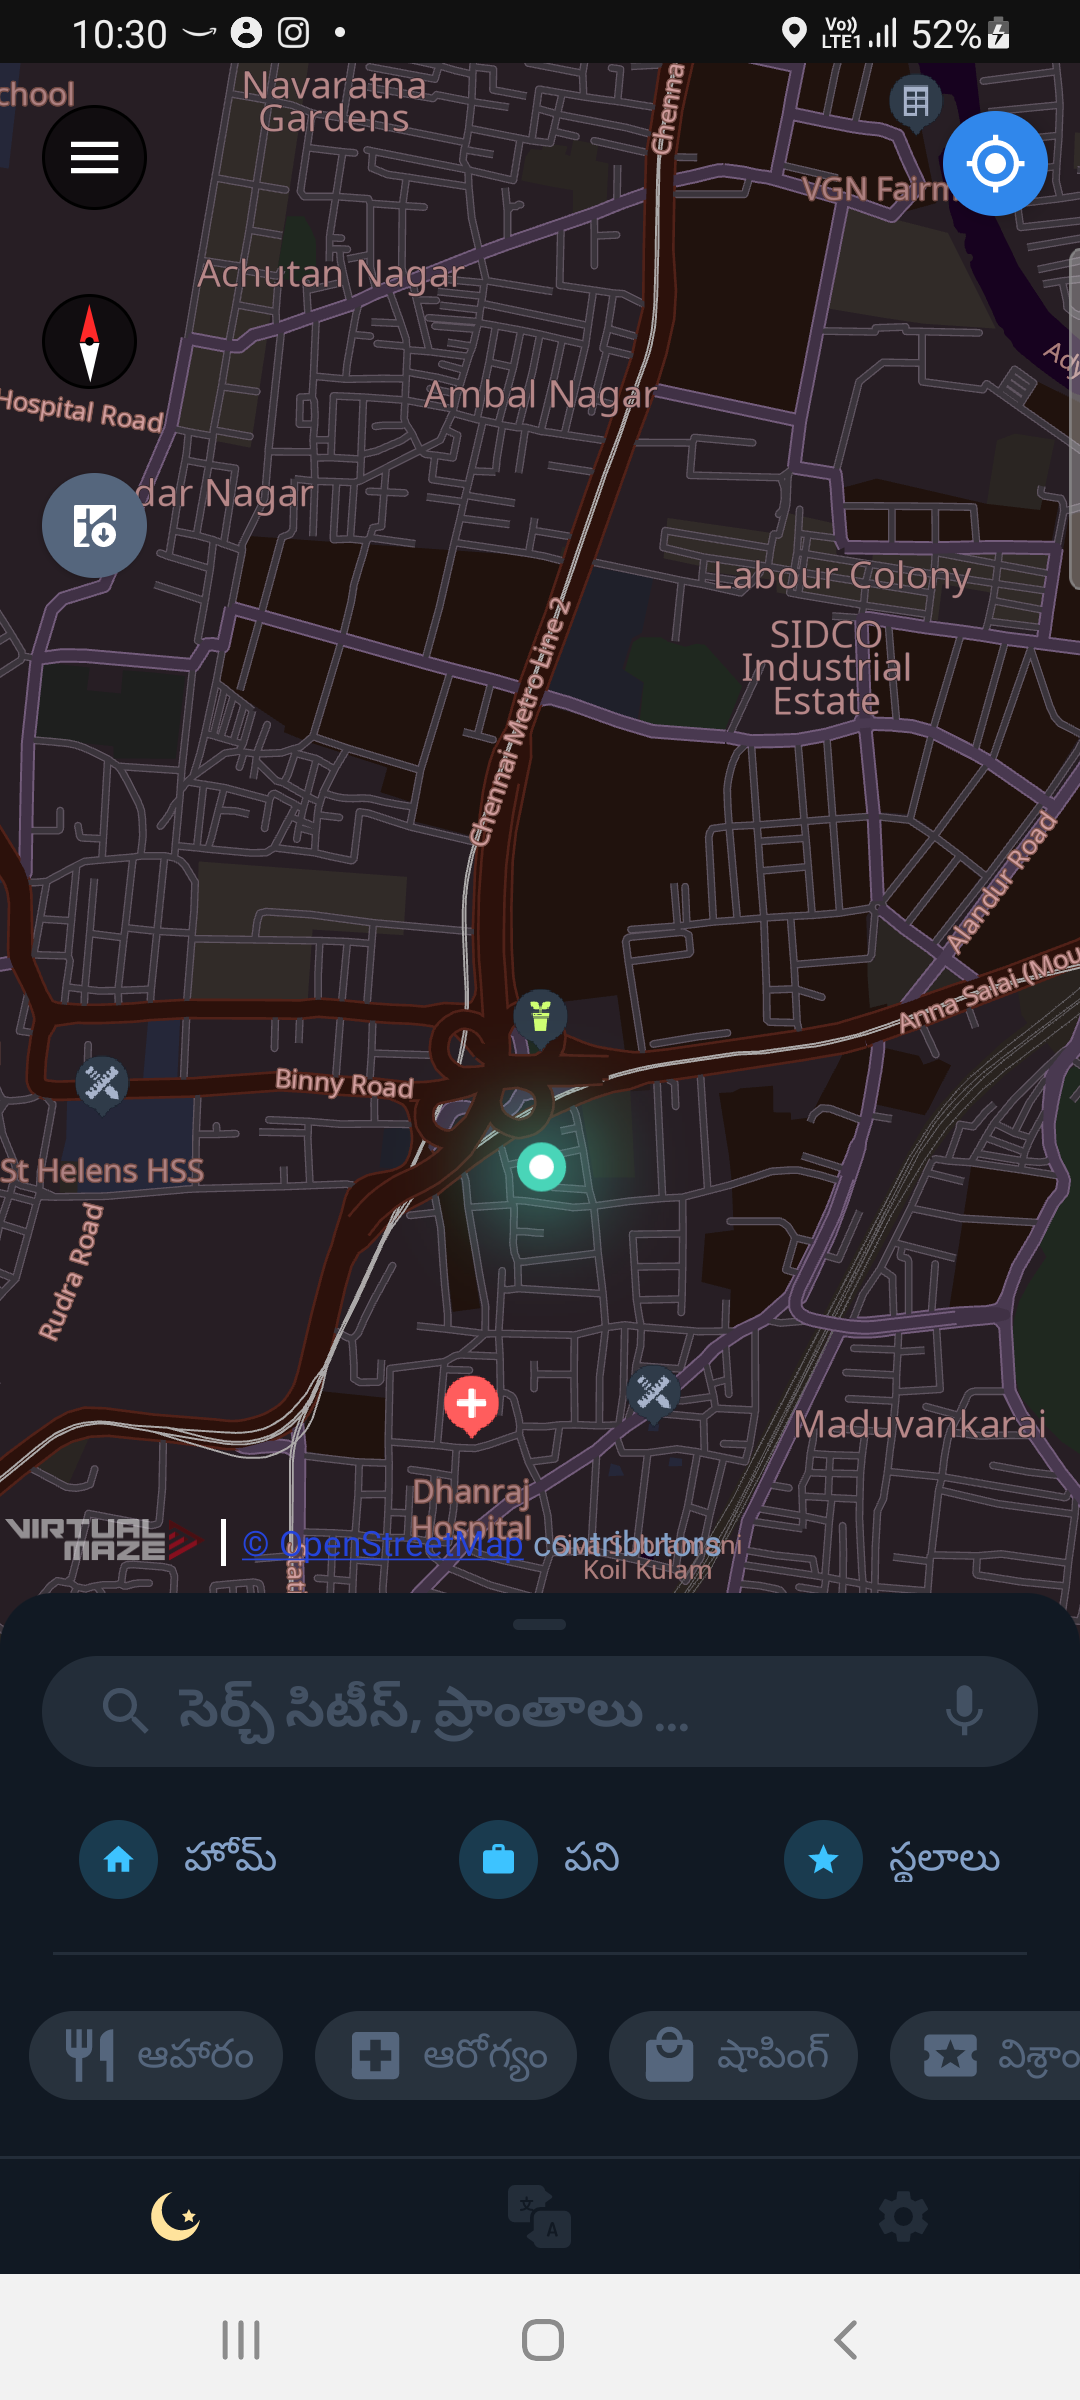 10:30
Vo)) LTE1 52%
chool
Navaratna
Gardens
Chenna
VGN Fairm
Achutan Nagar
Ady
Ambal Nagar
Hospital Road
dar Nagar
Labour Colony
SIDCO
Industrial
Estate
Chennai Metro Line 2
Alandur Road
Anna Salai (Mou
Binny Road
St Helens HSS
Rudra Road
Maduvankarai
Dhanraj
Hospital
VIRTUAL
MAZE
© OpenStreetMap contributors
Koil Kulam
సెర్చ్ సిటీస్, ప్రాంతాలు ...
హోమ్ పని స్థలాలు
ఆహారం ఆరోగ్యం షాపింగ్ విశ్రాం
文 A